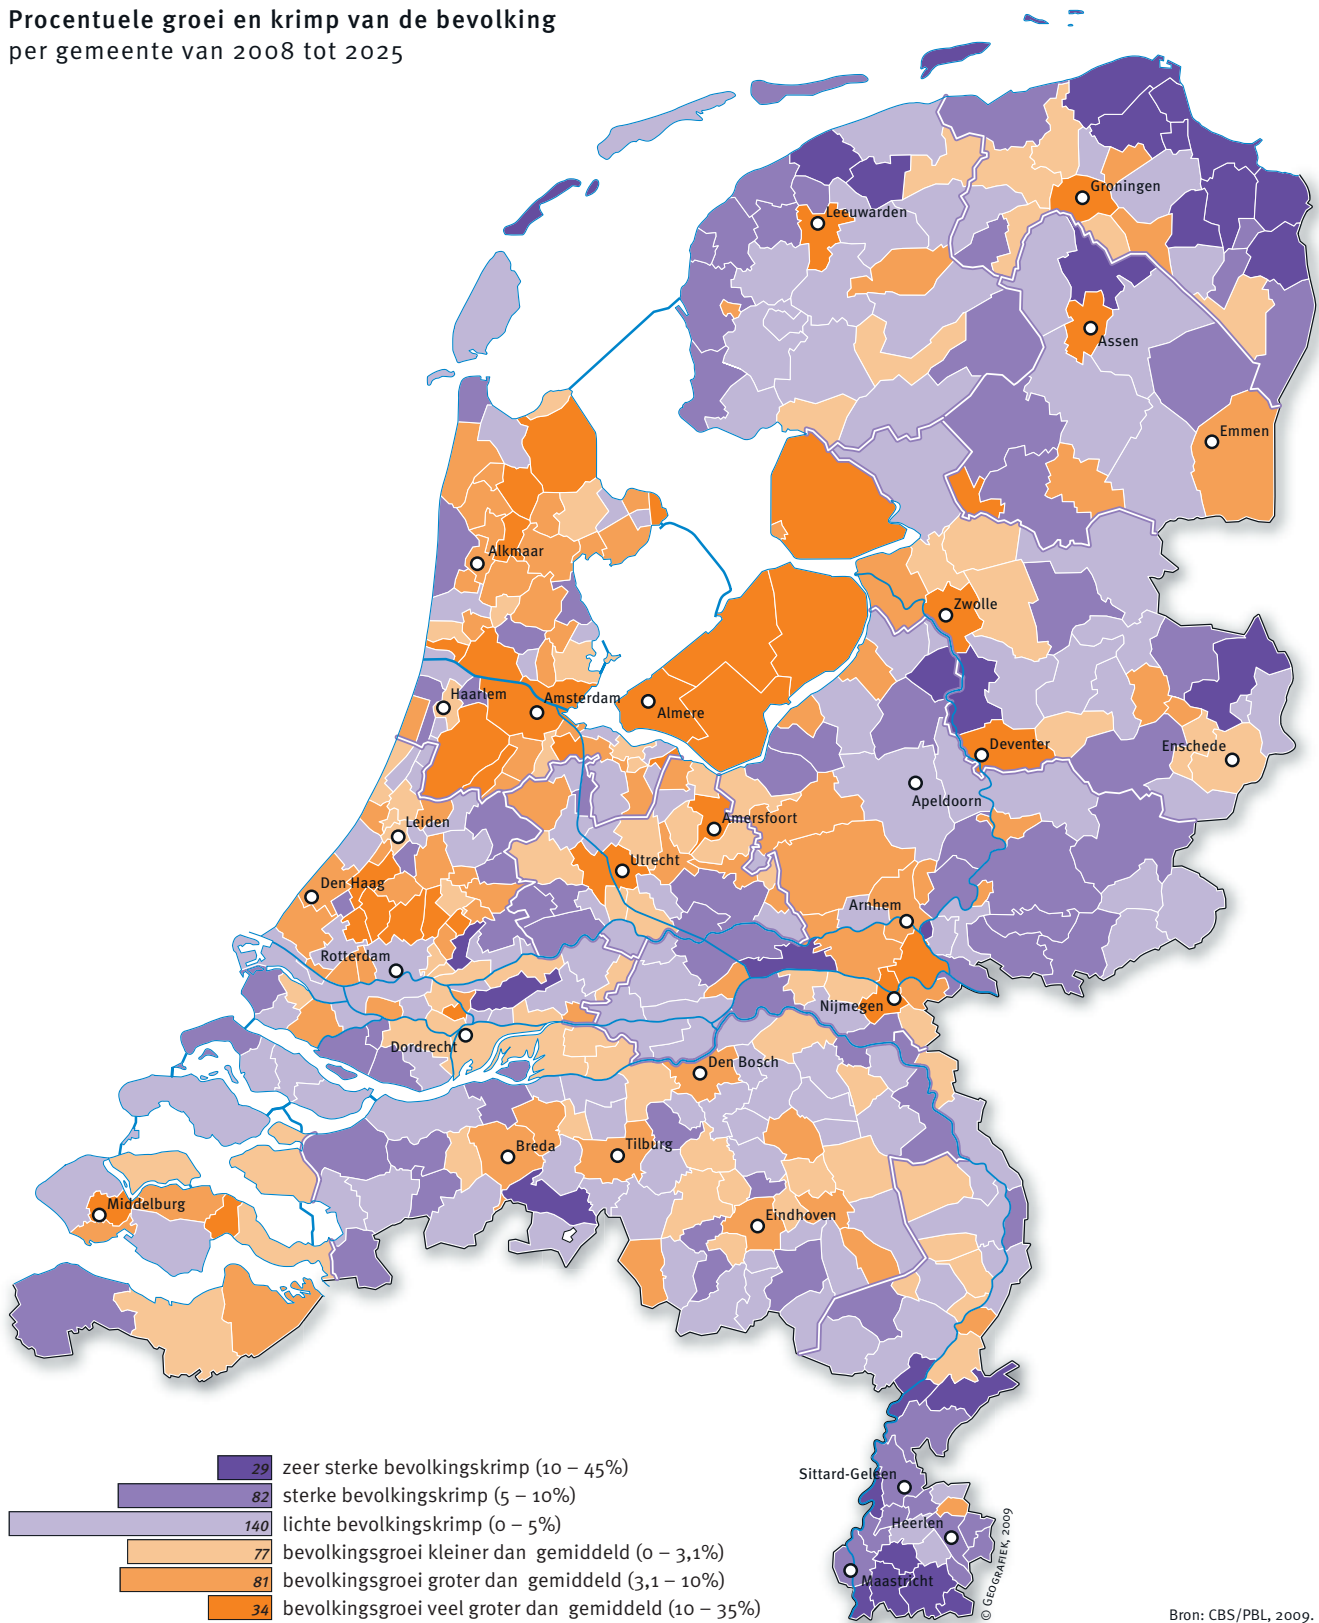 Procentuele groei en krimp van de bevolking
per gemeente van 2008 tot 2025
Groningen
Leeuwarden
Assen
Emmen
Alkmaar
Zwolle
Haarlem
Amsterdam
Almere
Deventer
Enschede
Apeldoorn
Leiden
Amersfoort
Utrecht
Den Haag
Arnhem
Rotterdam
Nijmegen
Dordrecht
Den Bosch
Breda
Tilburg
Middelburg
Eindhoven
Sittard-Geleen
Heerlen
Maastricht
29 zeer sterke bevolkingskrimp (10 – 45%)
82 sterke bevolkingskrimp (5 – 10%)
140 lichte bevolkingskrimp (0 – 5%)
77 bevolkingsgroei kleiner dan gemiddeld (0 – 3,1%)
81 bevolkingsgroei groter dan gemiddeld (3,1 – 10%)
34 bevolkingsgroei veel groter dan gemiddeld (10 – 35%)
© GEOGRAFIEK, 2009
Bron: CBS/PBL, 2009.